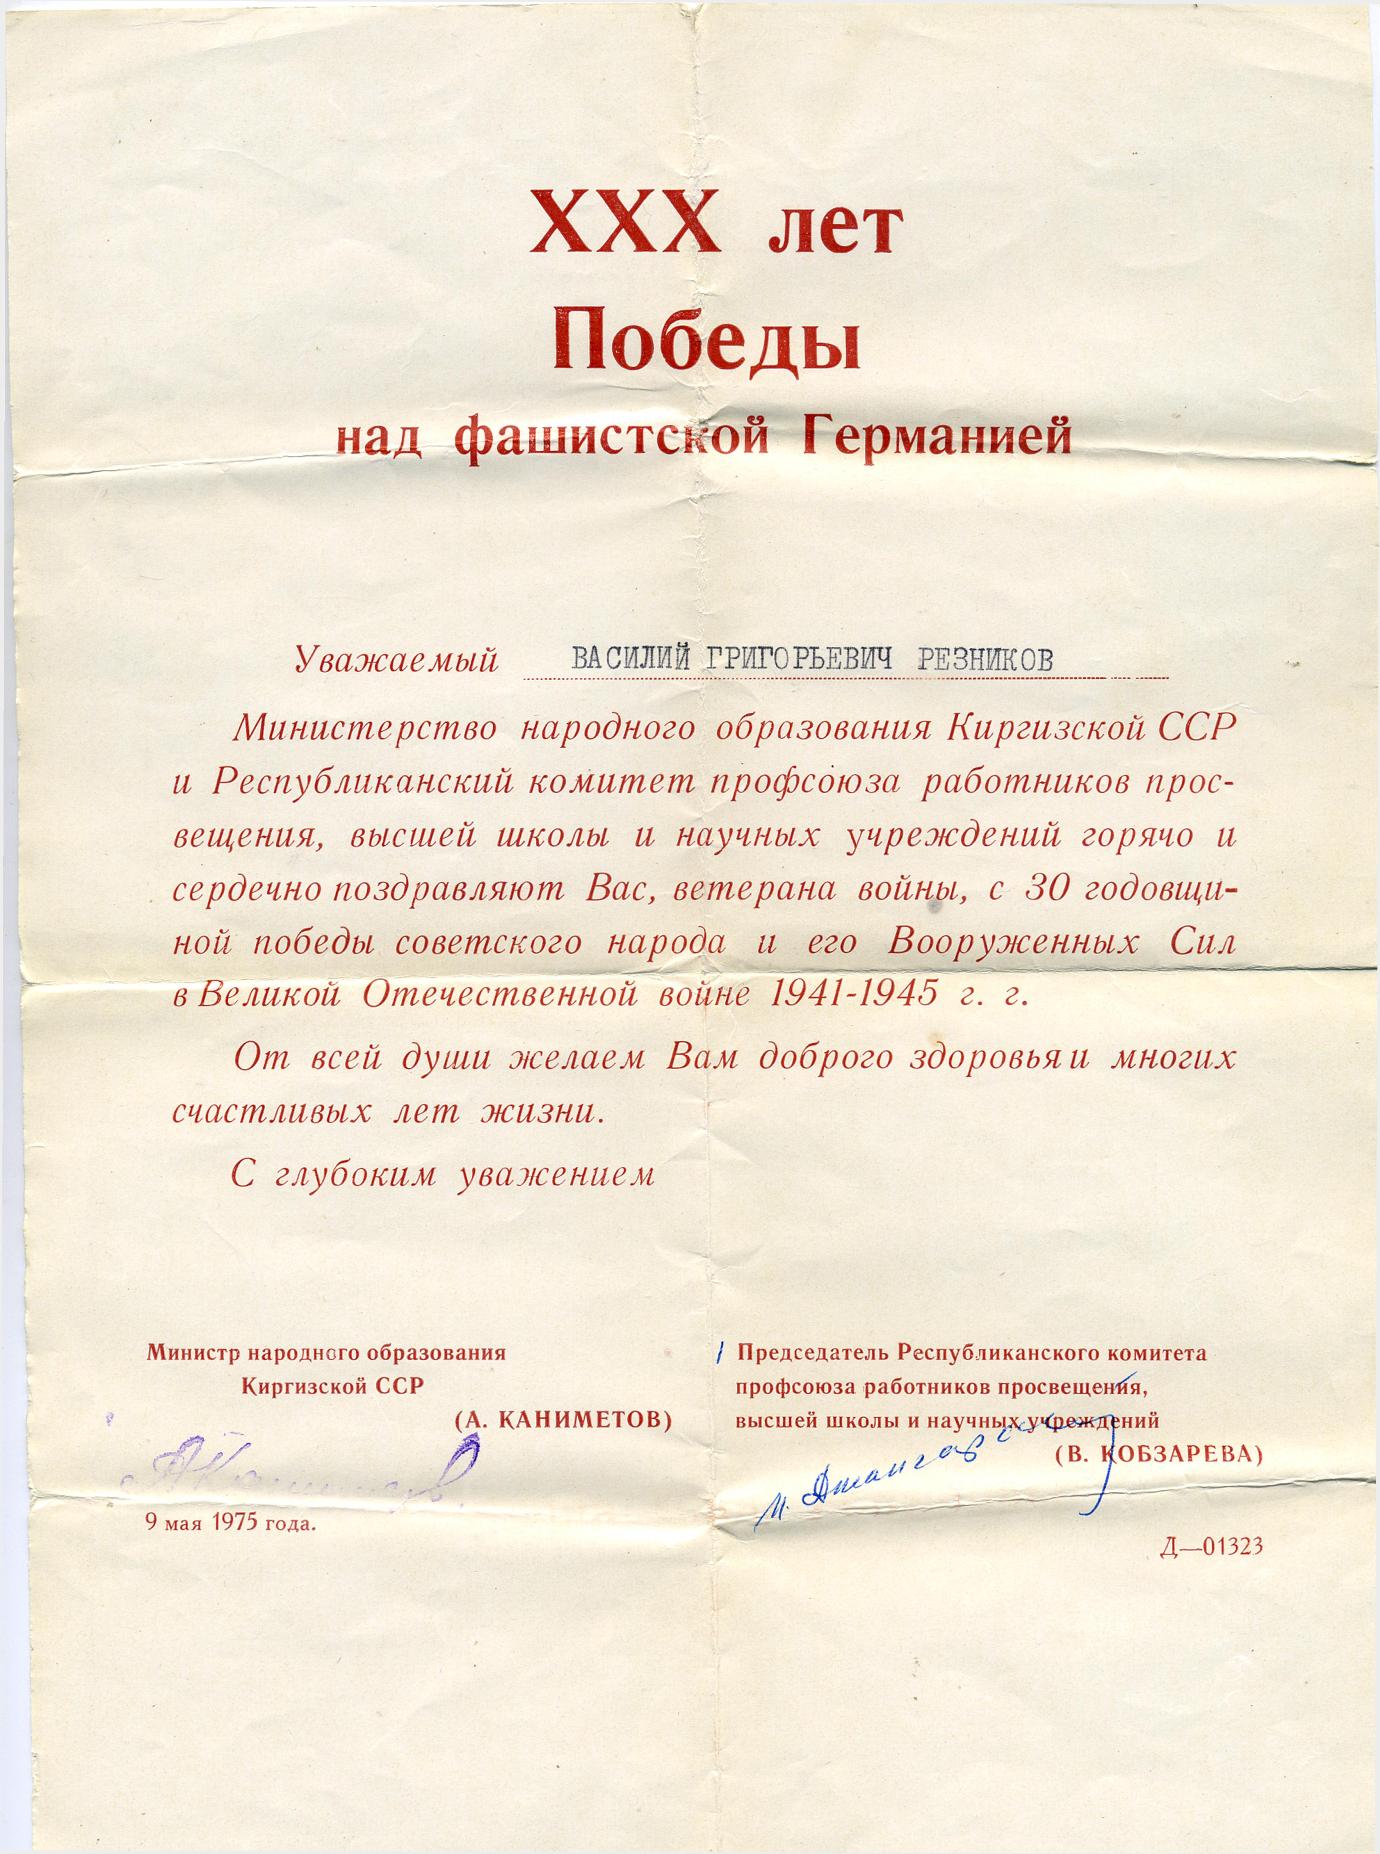 XXX лет
Победы
над фашистской Германией
Уважаемый ВАСИЛИЙ ГРИГОРЬЕВИЧ РЕЗНИКОВ
Министерство народного образования Киргизской ССР
и Республиканский комитет профсоюза работников прос-
вещения, высшей школы и научных учреждений горячо и
сердечно поздравляют Вас, ветерана войны, с 30 годовщи-
ной победы советского народа и его Вооруженных Сил
в Великой Отечественной войне 1941-1945 г. г.
От всей души желаем Вам доброго здоровья и многих
счастливых лет жизни.
С глубоким уважением
Министр народного образования
Киргизской ССР
(А. КАНИМЕТОВ)
9 мая 1975 года.
Председатель Республиканского комитета
профсоюза работников просвещения,
высшей школы и научных учреждений
(В. КОБЗАРЕВА)
Д—01323